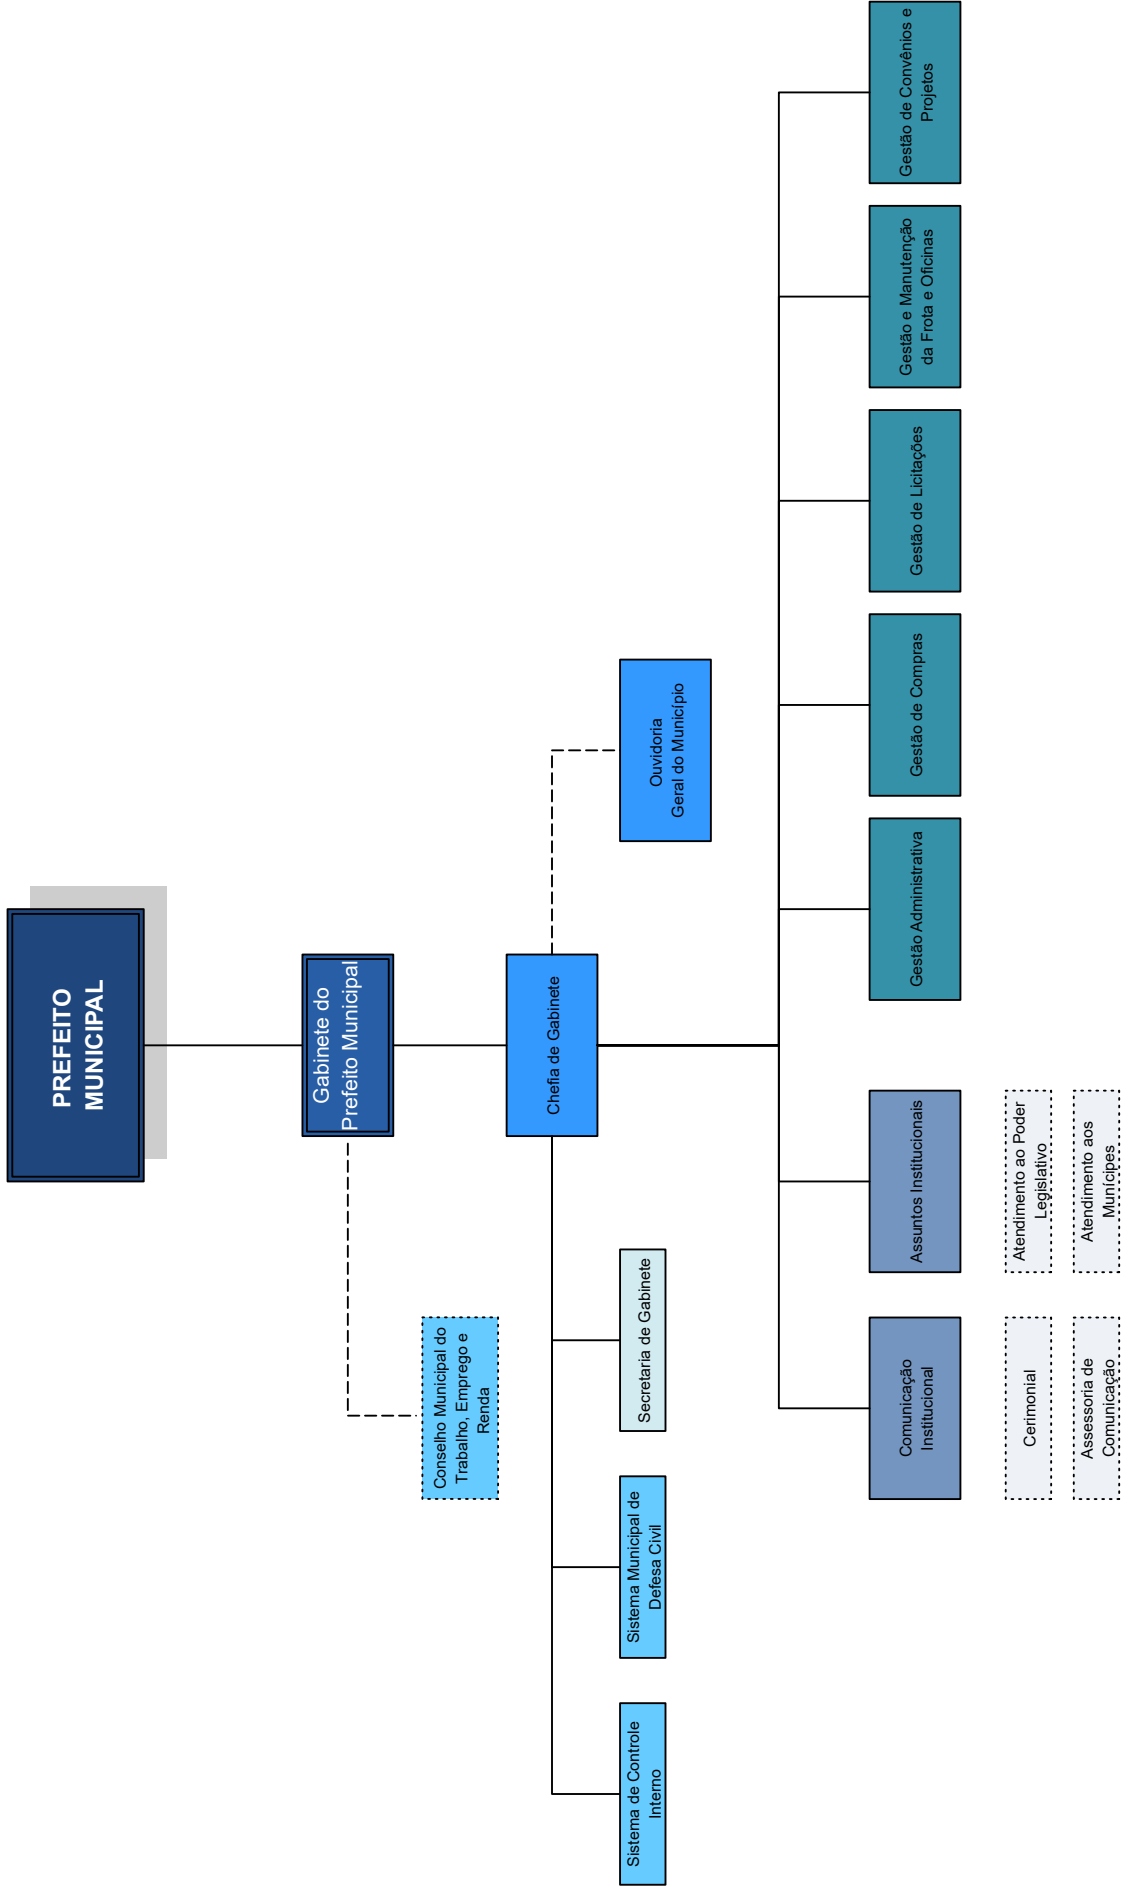 PREFEITO
MUNICIPAL
Gabinete do
Prefeito Municipal
Conselho Municipal do
Trabalho, Emprego e
Renda
Chefia de Gabinete
Sistema de Controle
Interno
Sistema Municipal de
Defesa Civil
Secretaria de Gabinete
Ouvidoria
Geral do Município
Comunicação
Institucional
Assuntos Institucionais
Gestão Administrativa
Gestão de Compras
Gestão de Licitações
Gestão e Manutenção
da Frota e Oficinas
Gestão de Convênios e
Projetos
Cerimonial
Atendimento ao Poder
Legislativo
Assessoria de
Comunicação
Atendimento aos
Munícipes